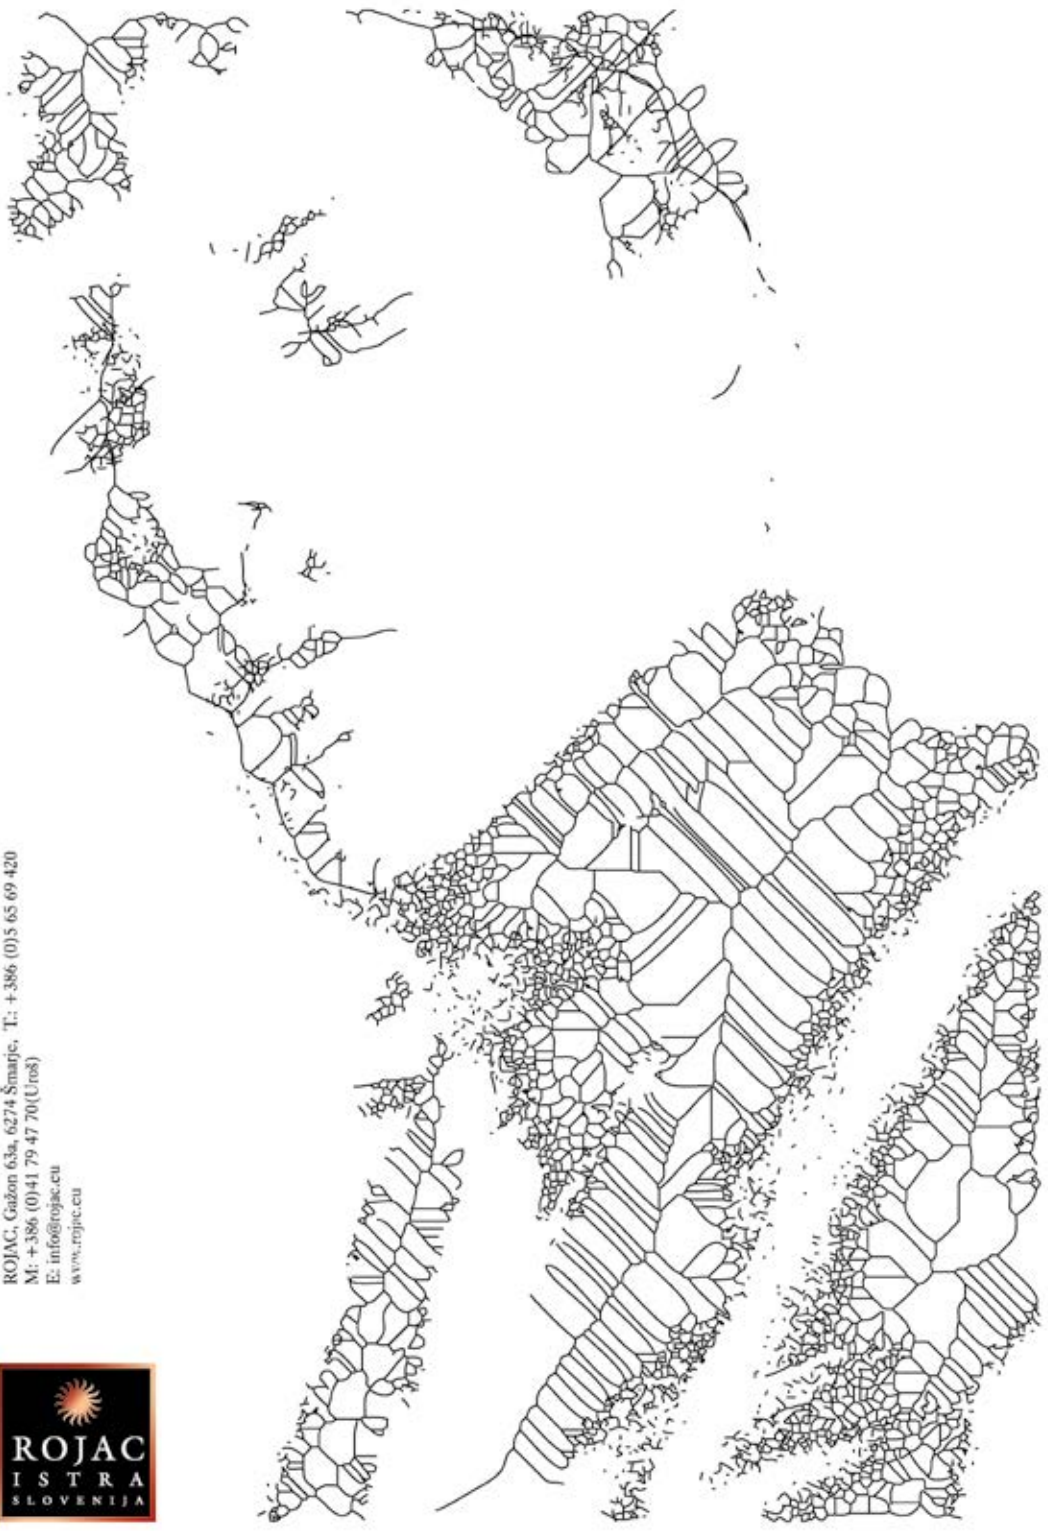 ROJAC, Gažon 63a, 6274 Šmarje, T.: +386 (0)5 65 69 420
M: +386 (0)41 79 47 70(Uroš)
E: info@rojac.eu
www.rojac.eu
ROJAC
ISTRA
SLOVENIJA